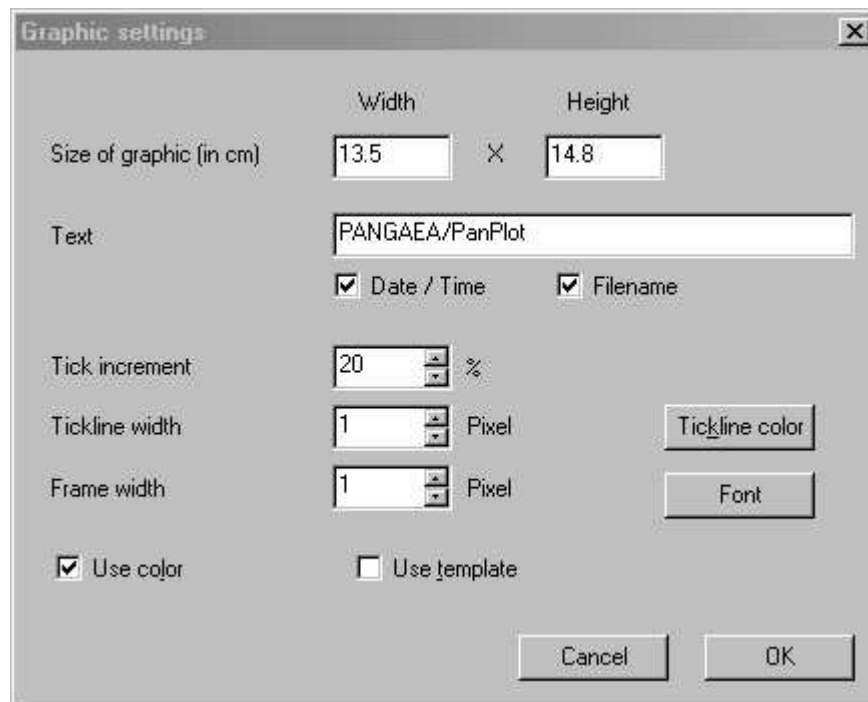 Graphic settings
Width Height
Size of graphic (in cm) 13.5 X 14.8
Text PANGAEA/PanPlot
Date / Time Filename
Tick increment 20 %
Tickline width 1 Pixel Tickline color
Frame width 1 Pixel Font
Use color Use template
Cancel OK